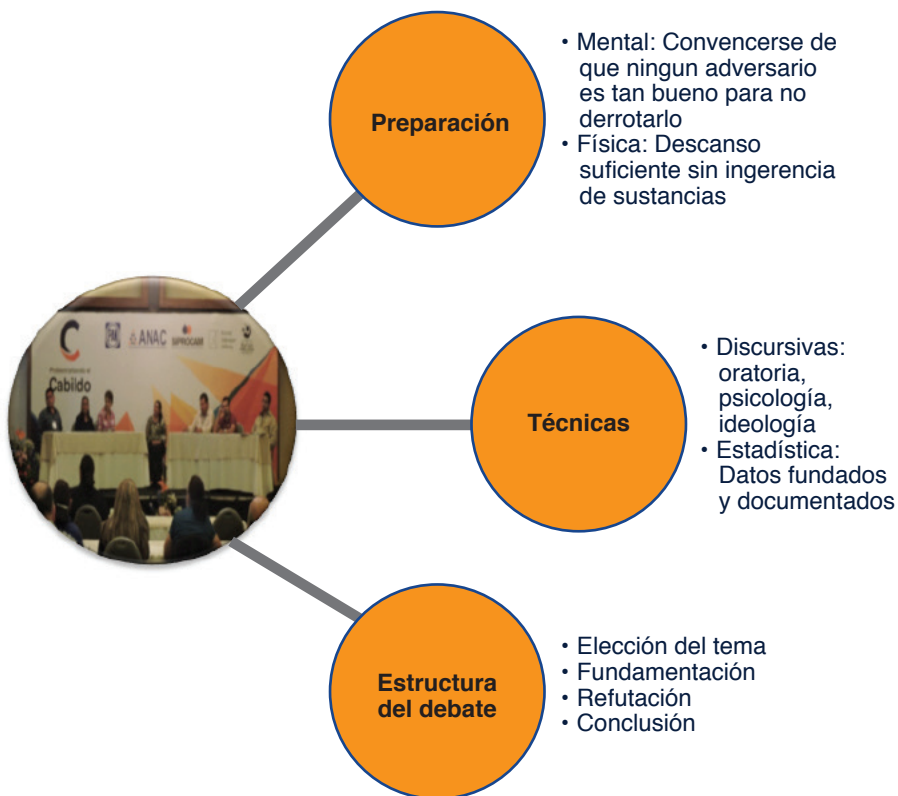 Preparación
• Mental: Convencerse de
que ningun adversario
es tan bueno para no
derrotarlo
• Física: Descanso
suficiente sin ingerencia
de sustancias
C
PAN
ANAC
Cabildo
Técnicas
• Discursivas:
oratoria,
psicología,
ideología
• Estadística:
Datos fundados
y documentados
Estructura
del debate
• Elección del tema
• Fundamentación
• Refutación
• Conclusión